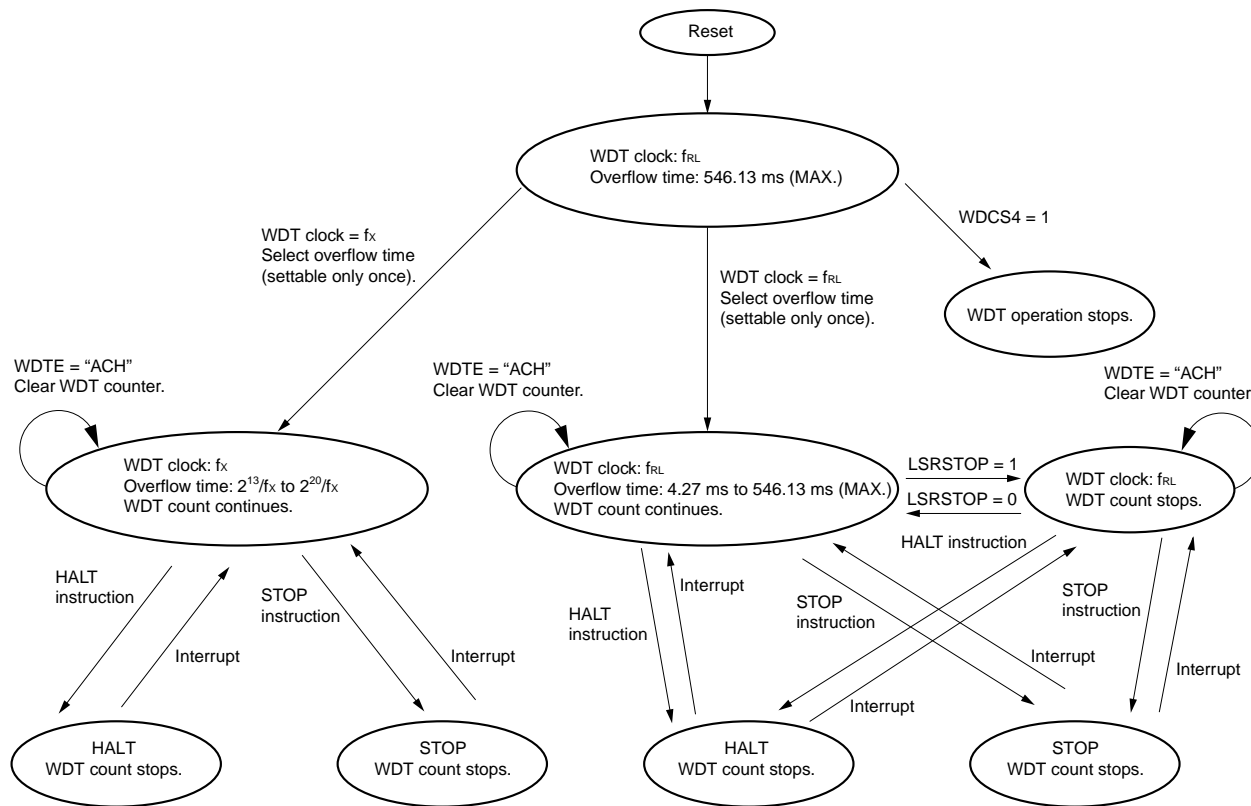 Reset
WDT clock: fRL
Overflow time: 546.13 ms (MAX.)
WDCS4 = 1
WDT clock = fX
Select overflow time
(settable only once).
WDT clock = fRL
Select overflow time
(settable only once).
WDT operation stops.
WDTE = “ACH”
Clear WDT counter.
WDTE = “ACH”
Clear WDT counter.
WDTE = “ACH”
Clear WDT counter
WDT clock: fX
Overflow time: 2¹³/fX to 2²⁰/fX
WDT count continues.
WDT clock: fRL
Overflow time: 4.27 ms to 546.13 ms (MAX.)
WDT count continues.
LSRSTOP = 1
LSRSTOP = 0
WDT clock: fRL
WDT count stops.
HALT instruction
HALT
instruction
STOP
instruction
Interrupt
Interrupt
HALT
instruction
Interrupt
STOP
instruction
Interrupt
Interrupt
STOP
instruction
Interrupt
HALT
WDT count stops.
STOP
WDT count stops.
HALT
WDT count stops.
STOP
WDT count stops.